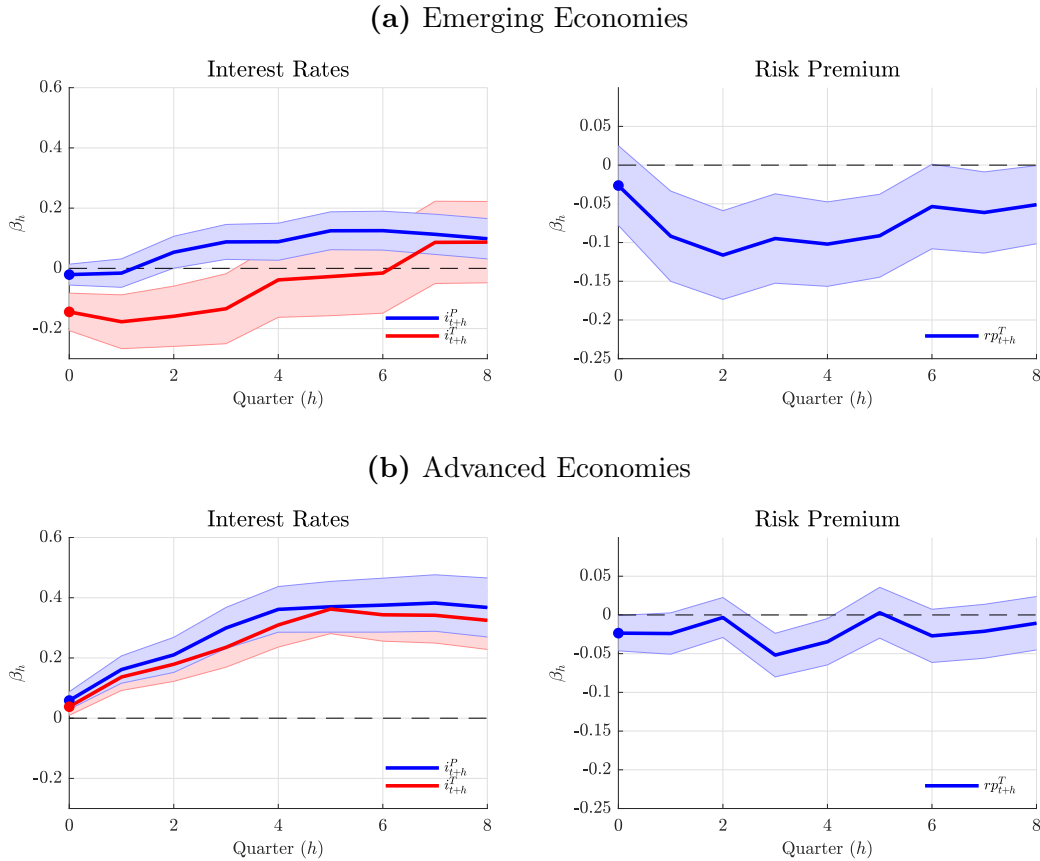 (a) Emerging Economies
Interest Rates
0.6
0.4
0.2
0
-0.2
β_h
0 2 4 6 8
Quarter (h)
i^P_{t+h}
i^T_{t+h}
Risk Premium
0.05
0
-0.05
-0.1
-0.15
-0.2
-0.25
β_h
0 2 4 6 8
Quarter (h)
rp^T_{t+h}
(b) Advanced Economies
Interest Rates
0.6
0.4
0.2
0
-0.2
β_h
0 2 4 6 8
Quarter (h)
i^P_{t+h}
i^T_{t+h}
Risk Premium
0.05
0
-0.05
-0.1
-0.15
-0.2
-0.25
β_h
0 2 4 6 8
Quarter (h)
rp^T_{t+h}